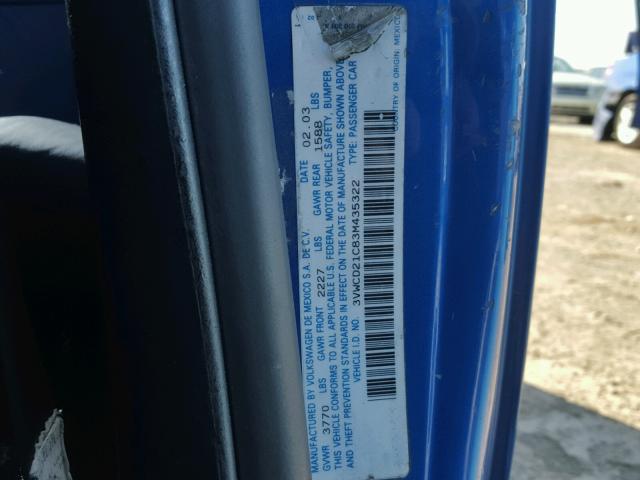 MANUFACTURED BY VOLKSWAGEN DE MEXICO S.A. DE C.V. DATE 02.03
GVWR 3770 LBS GAWR FRONT 2227 LBS GAWR REAR 1588 LBS
THIS VEHICLE CONFORMS TO ALL APPLICABLE U.S. FEDERAL MOTOR VEHICLE SAFETY, BUMPER,
AND THEFT PREVENTION STANDARDS IN EFFECT ON THE DATE OF MANUFACTURE SHOWN ABOVE
VEHICLE I.D. NO. 3VWCD21C83M435322 TYPE: PASSENGER CAR
COUNTRY OF ORIGIN: MEXICO